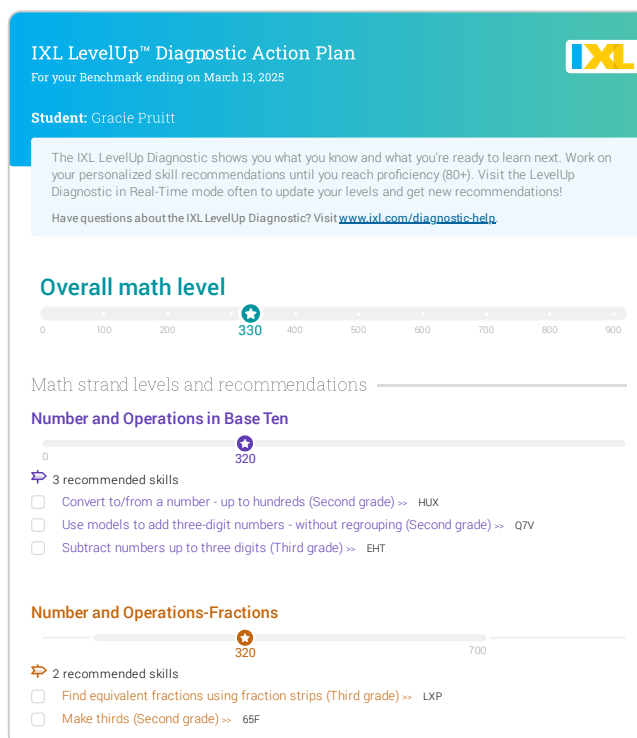 IXL LevelUp™ Diagnostic Action Plan
IXL
For your Benchmark ending on March 13, 2025
Student: Gracie Pruitt
The IXL LevelUp Diagnostic shows you what you know and what you're ready to learn next. Work on
your personalized skill recommendations until you reach proficiency (80+). Visit the LevelUp
Diagnostic in Real-Time mode often to update your levels and get new recommendations!
Have questions about the IXL LevelUp Diagnostic? Visit www.ixl.com/diagnostic-help.
Overall math level
0 100 200 330 400 500 600 700 800 900
Math strand levels and recommendations
Number and Operations in Base Ten
0 320
3 recommended skills
Convert to/from a number - up to hundreds (Second grade) >> HUX
Use models to add three-digit numbers - without regrouping (Second grade) >> Q7V
Subtract numbers up to three digits (Third grade) >> EHT
Number and Operations-Fractions
320 700
2 recommended skills
Find equivalent fractions using fraction strips (Third grade) >> LXP
Make thirds (Second grade) >> 65F